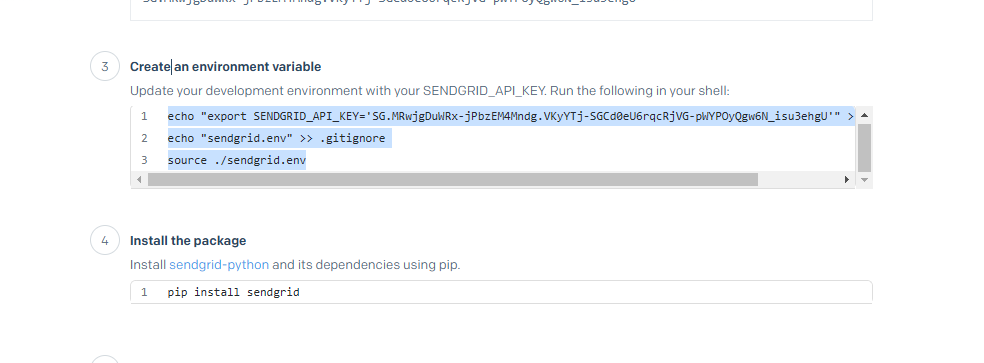 3
Create an environment variable
Update your development environment with your SENDGRID_API_KEY. Run the following in your shell:
1 echo "export SENDGRID_API_KEY='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'" >
2 echo "sendgrid.env" >> .gitignore
3 source ./sendgrid.env
4
Install the package
Install sendgrid-python and its dependencies using pip.
1 pip install sendgrid